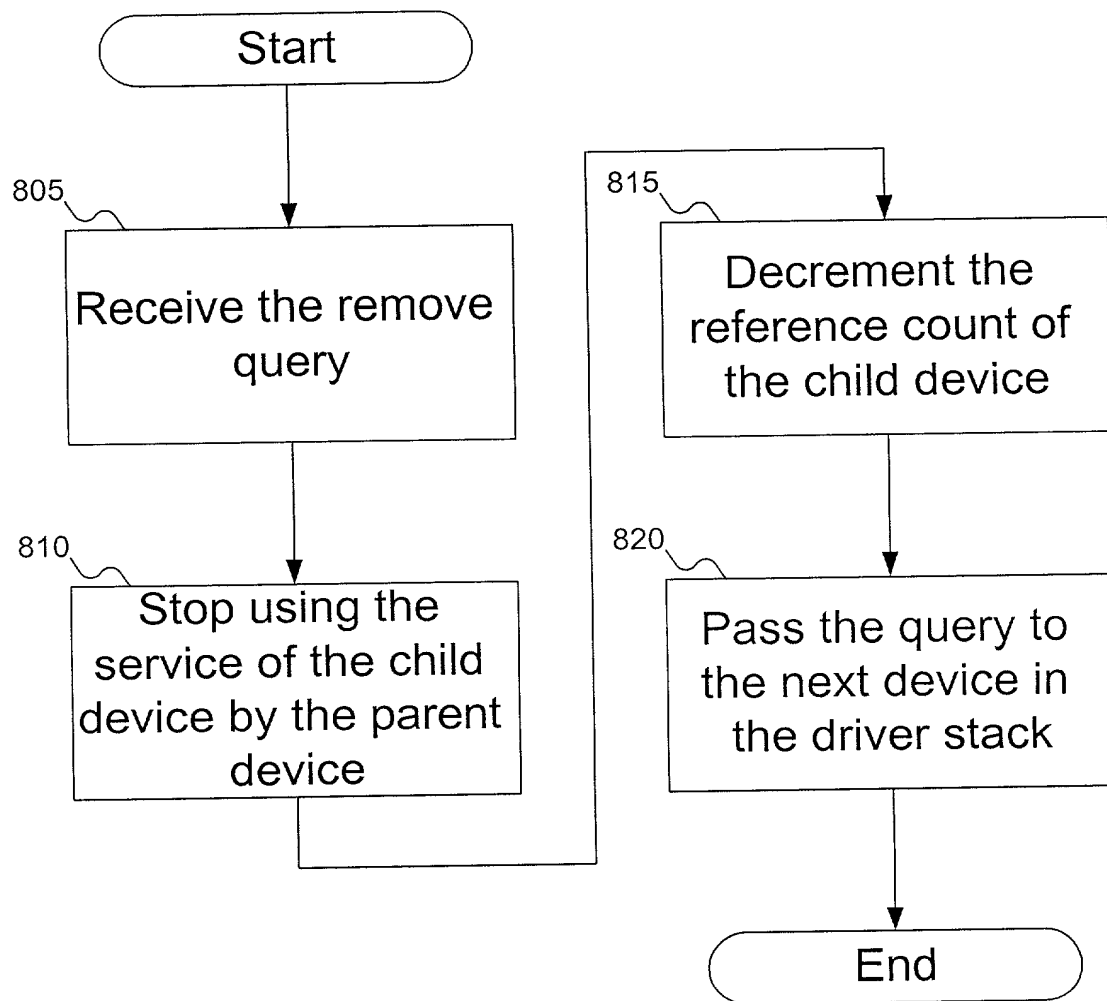 Start
805
Receive the remove
query
810
Stop using the
service of the child
device by the parent
device
815
Decrement the
reference count of
the child device
820
Pass the query to
the next device in
the driver stack
End